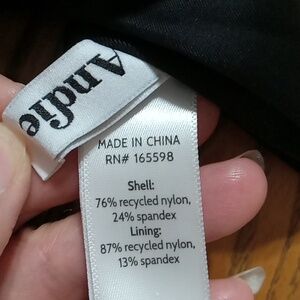 Andie
MADE IN CHINA
RN# 165598
Shell:
76% recycled nylon,
24% spandex
Lining:
87% recycled nylon,
13% spandex